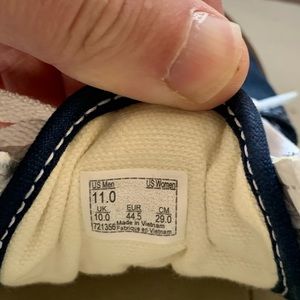 US Men US Women
11.0
UK EUR CM
10.0 44.5 29.0
721356 Made in Vietnam
Fabriqué en Vietnam